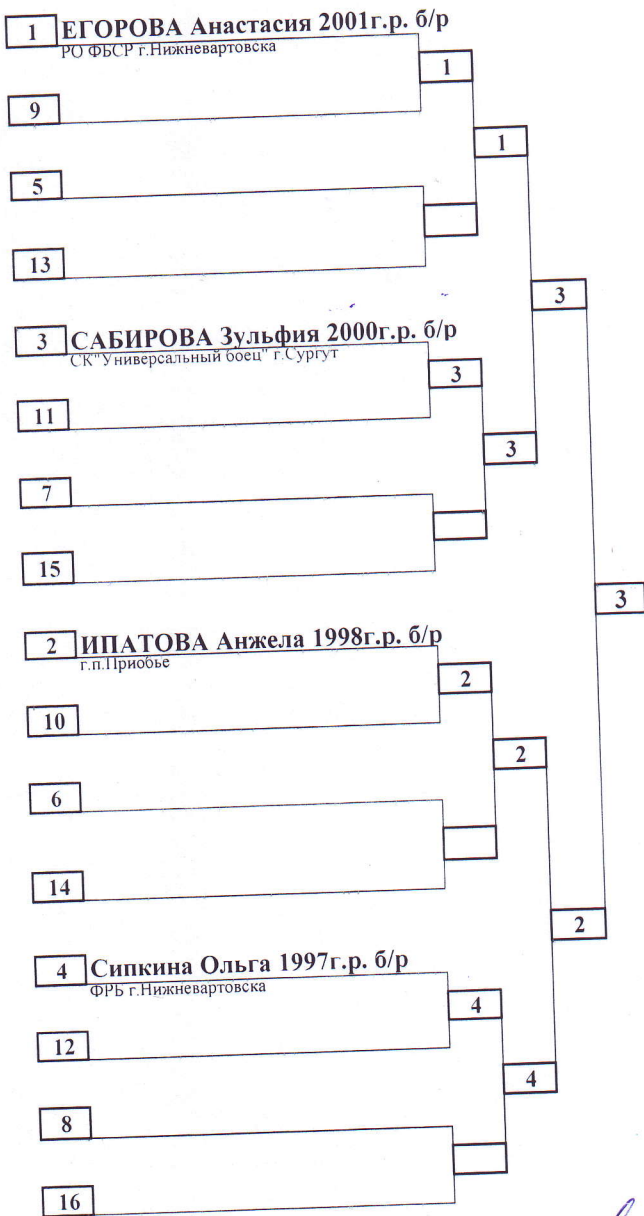 1 ЕГОРОВА Анастасия 2001г.р. б/р
РО ФБСР г.Нижневартовска
1
9
1
5
13
3
3 САБИРОВА Зульфия 2000г.р. б/р
СК"Универсальный боец" г.Сургут
3
11
3
7
15
3
2 ИПАТОВА Анжела 1998г.р. б/р
г.п.Приобье
2
10
2
6
14
2
4 Сипкина Ольга 1997г.р. б/р
ФРБ г.Нижневартовска
4
12
4
8
16